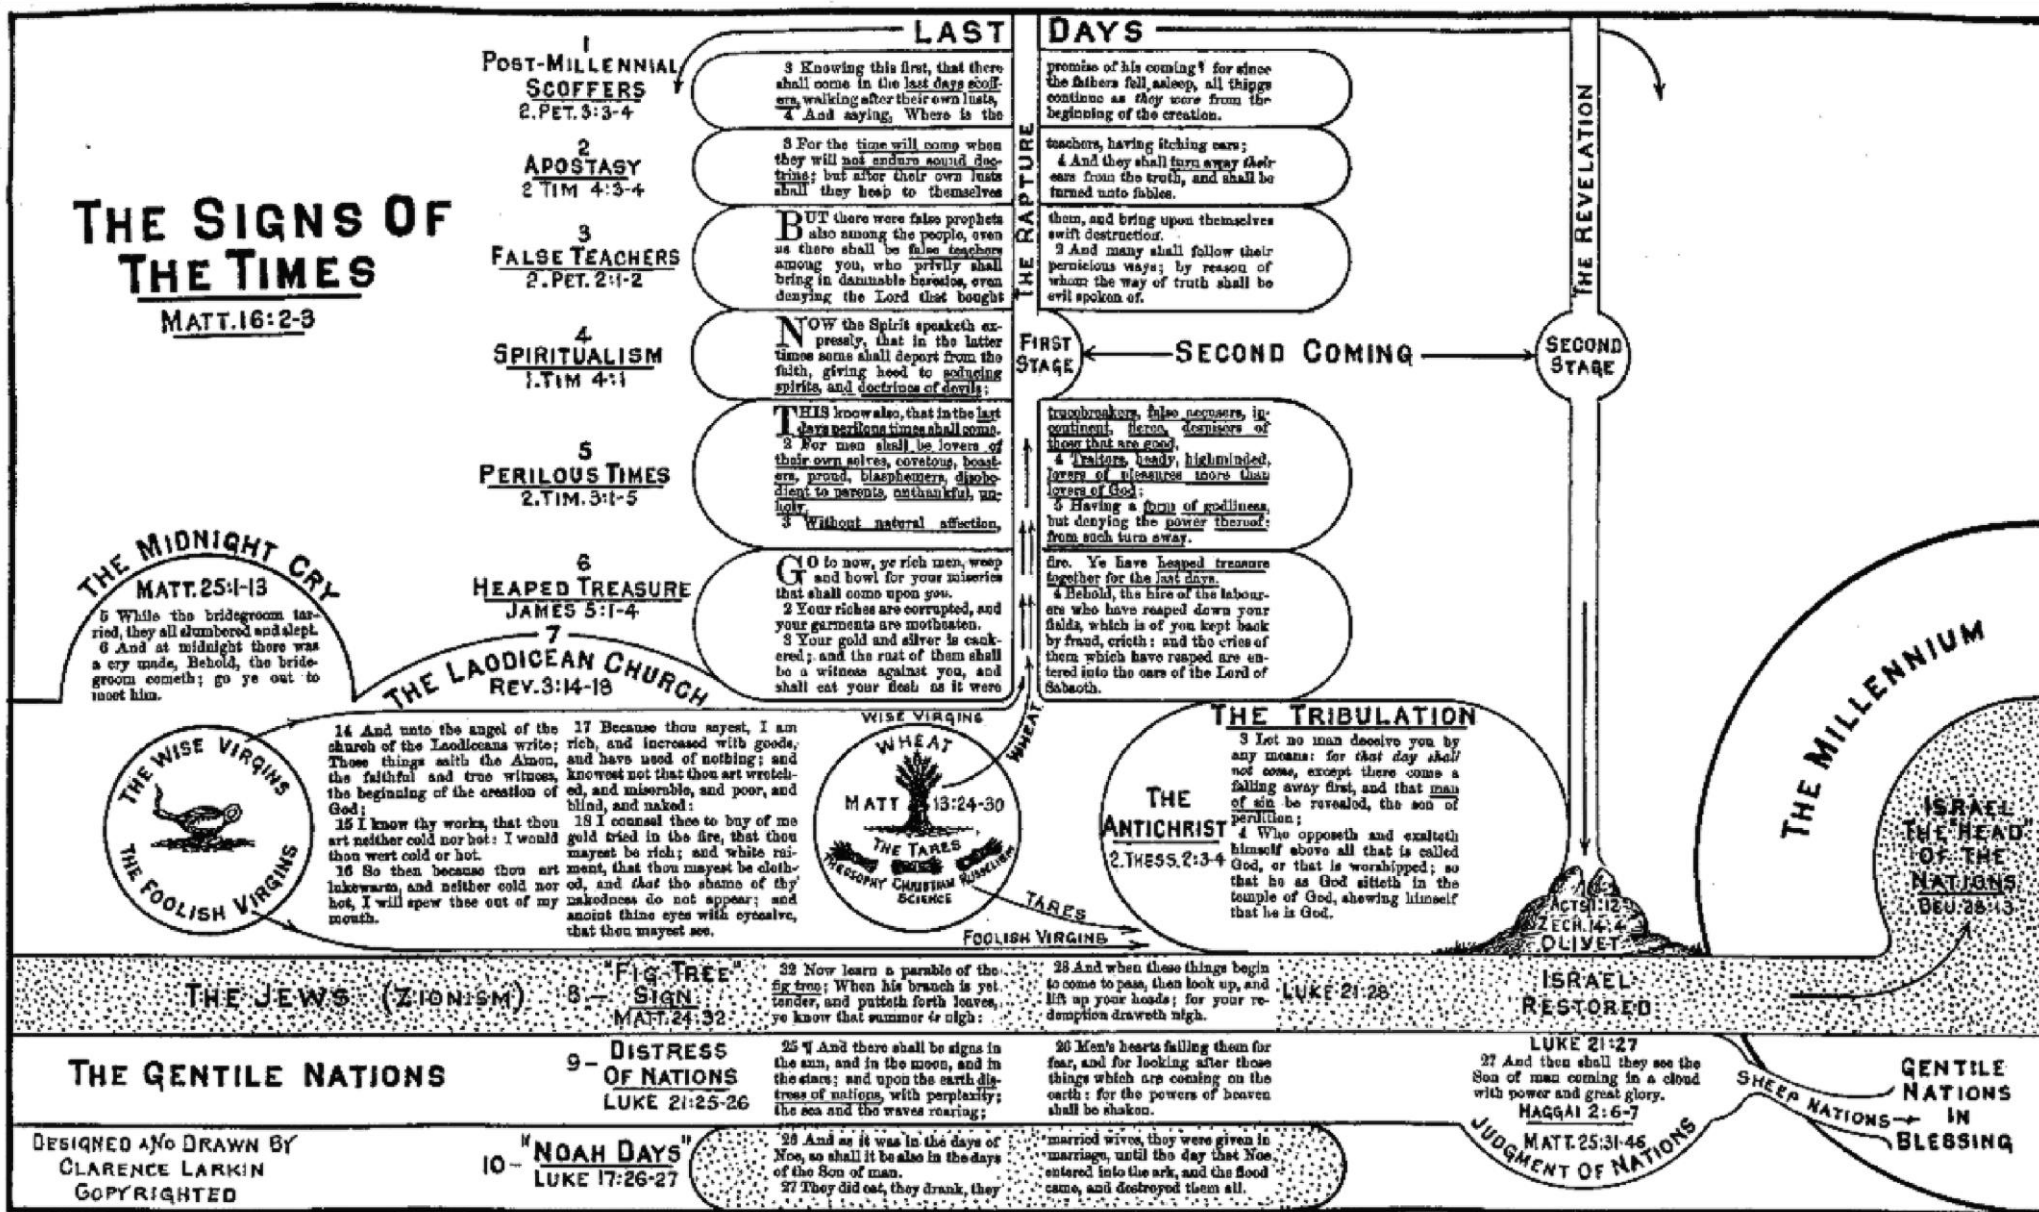 LAST DAYS
THE SIGNS OF
THE TIMES
MATT.16:2-3
1
POST-MILLENNIAL
SCOFFERS
2.PET.3:3-4
3 Knowing this first, that there
shall come in the last days scoff-
ers, walking after their own lusts,
4 And saying, Where is the
promise of his coming? for since
the fathers fell asleep, all things
continue as they were from the
beginning of the creation.
2
APOSTASY
2 TIM 4:3-4
3 For the time will come when
they will not endure sound doc-
trine; but after their own lusts
shall they heap to themselves
teachers, having itching ears;
4 And they shall turn away their
ears from the truth, and shall be
turned unto fables.
3
FALSE TEACHERS
2.PET.2:1-2
BUT there were false prophets
also among the people, even
as there shall be false teachers
among you, who privily shall
bring in damnable heresies, even
denying the Lord that bought
them, and bring upon themselves
swift destruction.
2 And many shall follow their
pernicious ways; by reason of
whom the way of truth shall be
evil spoken of.
4
SPIRITUALISM
1.TIM 4:1
NOW the Spirit speaketh ex-
pressly, that in the latter
times some shall depart from the
faith, giving heed to seducing
spirits, and doctrines of devils;
THE RAPTURE
FIRST
STAGE
SECOND COMING
THE REVELATION
SECOND
STAGE
5
PERILOUS TIMES
2.TIM.3:1-5
THIS know also, that in the last
days perilous times shall come.
2 For men shall be lovers of
their own selves, covetous, boast-
ers, proud, blasphemers, disobe-
dient to parents, unthankful, un-
holy,
3 Without natural affection,
trucebreakers, false accusers, in-
continent, fierce, despisers of
those that are good,
4 Traitors, heady, highminded,
lovers of pleasures more than
lovers of God;
5 Having a form of godliness,
but denying the power thereof:
from such turn away.
6
HEAPED TREASURE
JAMES 5:1-4
GO to now, ye rich men, weep
and howl for your miseries
that shall come upon you.
2 Your riches are corrupted, and
your garments are motheaten.
3 Your gold and silver is cank-
ered; and the rust of them shall
be a witness against you, and
shall eat your flesh as it were
fire. Ye have heaped treasure
together for the last days.
4 Behold, the hire of the labour-
ers who have reaped down your
fields, which is of you kept back
by fraud, crieth: and the cries of
them which have reaped are en-
tered into the ears of the Lord of
Sabaoth.
THE MIDNIGHT CRY
MATT.25:1-13
5 While the bridegroom tar-
ried, they all slumbered and slept.
6 And at midnight there was
a cry made, Behold, the bride-
groom cometh; go ye out to
meet him.
7
THE LAODICEAN CHURCH
REV.3:14-18
THE WISE VIRGINS
THE FOOLISH VIRGINS
14 And unto the angel of the
church of the Laodiceans write;
These things saith the Amen,
the faithful and true witness,
the beginning of the creation of
God;
15 I know thy works, that thou
art neither cold nor hot: I would
thou wert cold or hot.
16 So then because thou art
lukewarm, and neither cold nor
hot, I will spew thee out of my
mouth.
17 Because thou sayest, I am
rich, and increased with goods,
and have need of nothing; and
knowest not that thou art wretch-
ed, and miserable, and poor, and
blind, and naked:
18 I counsel thee to buy of me
gold tried in the fire, that thou
mayest be rich; and white rai-
ment, that thou mayest be cloth-
ed, and that the shame of thy
nakedness do not appear; and
anoint thine eyes with eyesalve,
that thou mayest see.
WISE VIRGINS
WHEAT
WHEAT
MATT 13:24-30
THE TARES
THEOSOPHY CHRISTIAN SCIENCE RUSSELISM
TARES
FOOLISH VIRGINS
THE TRIBULATION
THE
ANTICHRIST
2.THESS.2:3-4
3 Let no man deceive you by
any means: for that day shall
not come, except there come a
falling away first, and that man
of sin be revealed, the son of
perdition;
4 Who opposeth and exalteth
himself above all that is called
God, or that is worshipped; so
that he as God sitteth in the
temple of God, shewing himself
that he is God.
ACTS 1:12
ZECH.14:4
OLIVET
THE MILLENNIUM
ISRAEL
THE "HEAD"
OF THE
NATIONS
DEU.28:13
THE JEWS (ZIONISM)
8- "FIG-TREE"
SIGN
MATT.24:32
32 Now learn a parable of the
fig tree; When his branch is yet
tender, and putteth forth leaves,
ye know that summer is nigh:
28 And when these things begin
to come to pass, then look up, and
lift up your heads; for your re-
demption draweth nigh.
LUKE 21:28
ISRAEL
RESTORED
THE GENTILE NATIONS
9- DISTRESS
OF NATIONS
LUKE 21:25-26
25 ¶ And there shall be signs in
the sun, and in the moon, and in
the stars; and upon the earth dis-
tress of nations, with perplexity;
the sea and the waves roaring;
26 Men's hearts failing them for
fear, and for looking after those
things which are coming on the
earth: for the powers of heaven
shall be shaken.
LUKE 21:27
27 And then shall they see the
Son of man coming in a cloud
with power and great glory.
HAGGAI 2:6-7
MATT.25:31-46
JUDGMENT OF NATIONS
SHEEP NATIONS
GENTILE
NATIONS
IN
BLESSING
DESIGNED AND DRAWN BY
CLARENCE LARKIN
COPYRIGHTED
10- "NOAH DAYS"
LUKE 17:26-27
26 And as it was in the days of
Noe, so shall it be also in the days
of the Son of man.
27 They did eat, they drank, they
married wives, they were given in
marriage, until the day that Noe
entered into the ark, and the flood
came, and destroyed them all.